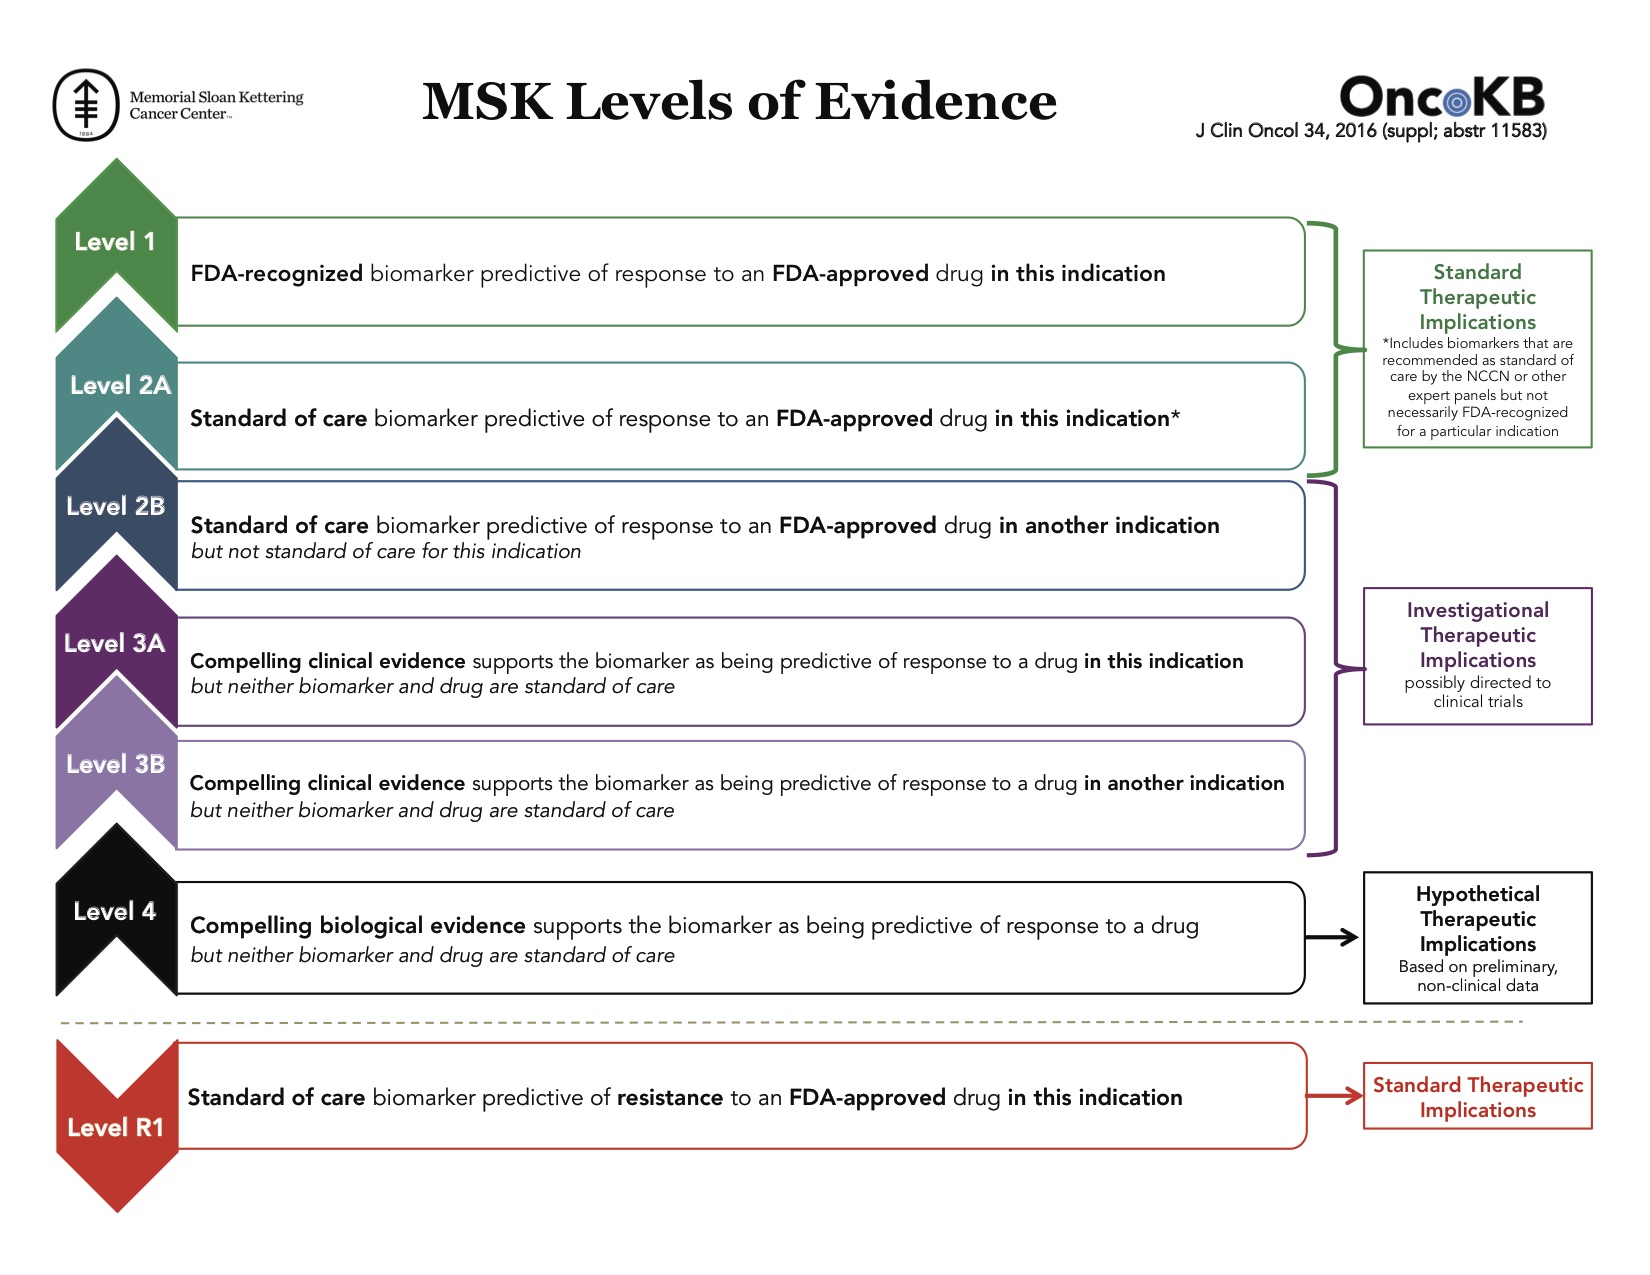 1884
Memorial Sloan Kettering
Cancer Center™
MSK Levels of Evidence
OncoKB
J Clin Oncol 34, 2016 (suppl; abstr 11583)
Level 1
FDA-recognized biomarker predictive of response to an FDA-approved drug in this indication
Standard
Therapeutic
Implications
*Includes biomarkers that are
recommended as standard of
care by the NCCN or other
expert panels but not
necessarily FDA-recognized
for a particular indication
Level 2A
Standard of care biomarker predictive of response to an FDA-approved drug in this indication*
Level 2B
Standard of care biomarker predictive of response to an FDA-approved drug in another indication
but not standard of care for this indication
Level 3A
Compelling clinical evidence supports the biomarker as being predictive of response to a drug in this indication
but neither biomarker and drug are standard of care
Investigational
Therapeutic
Implications
possibly directed to
clinical trials
Level 3B
Compelling clinical evidence supports the biomarker as being predictive of response to a drug in another indication
but neither biomarker and drug are standard of care
Level 4
Compelling biological evidence supports the biomarker as being predictive of response to a drug
but neither biomarker and drug are standard of care
Hypothetical
Therapeutic
Implications
Based on preliminary,
non-clinical data
Level R1
Standard of care biomarker predictive of resistance to an FDA-approved drug in this indication
Standard Therapeutic
Implications